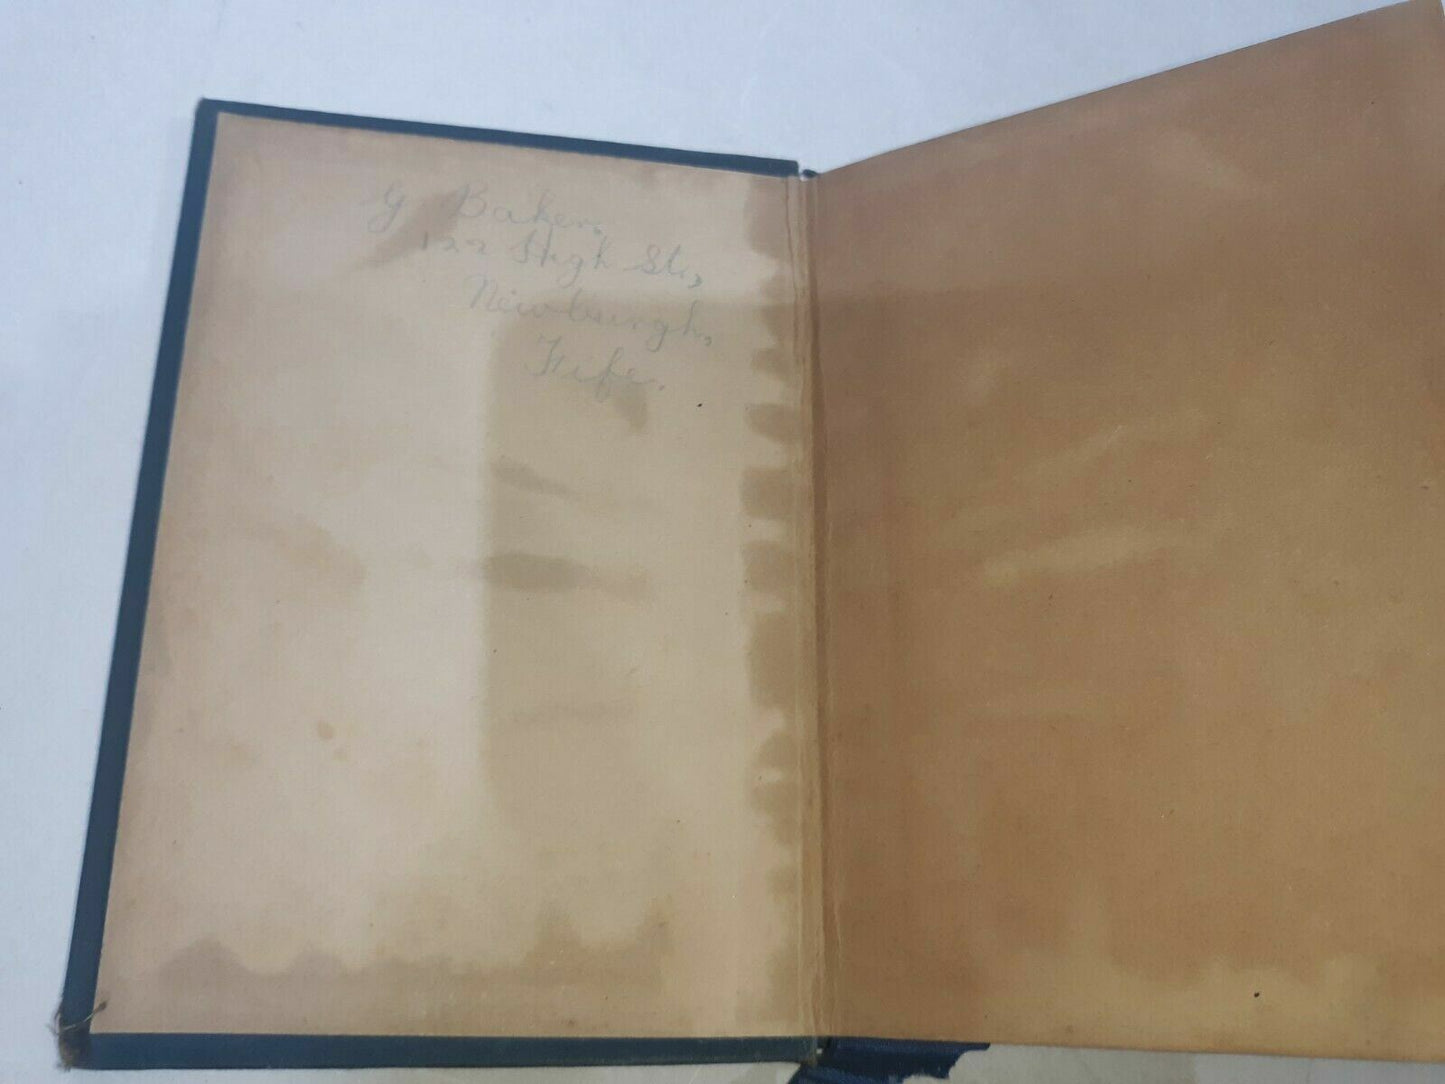 G Baker,
122 High St.,
Newburgh,
Fife.